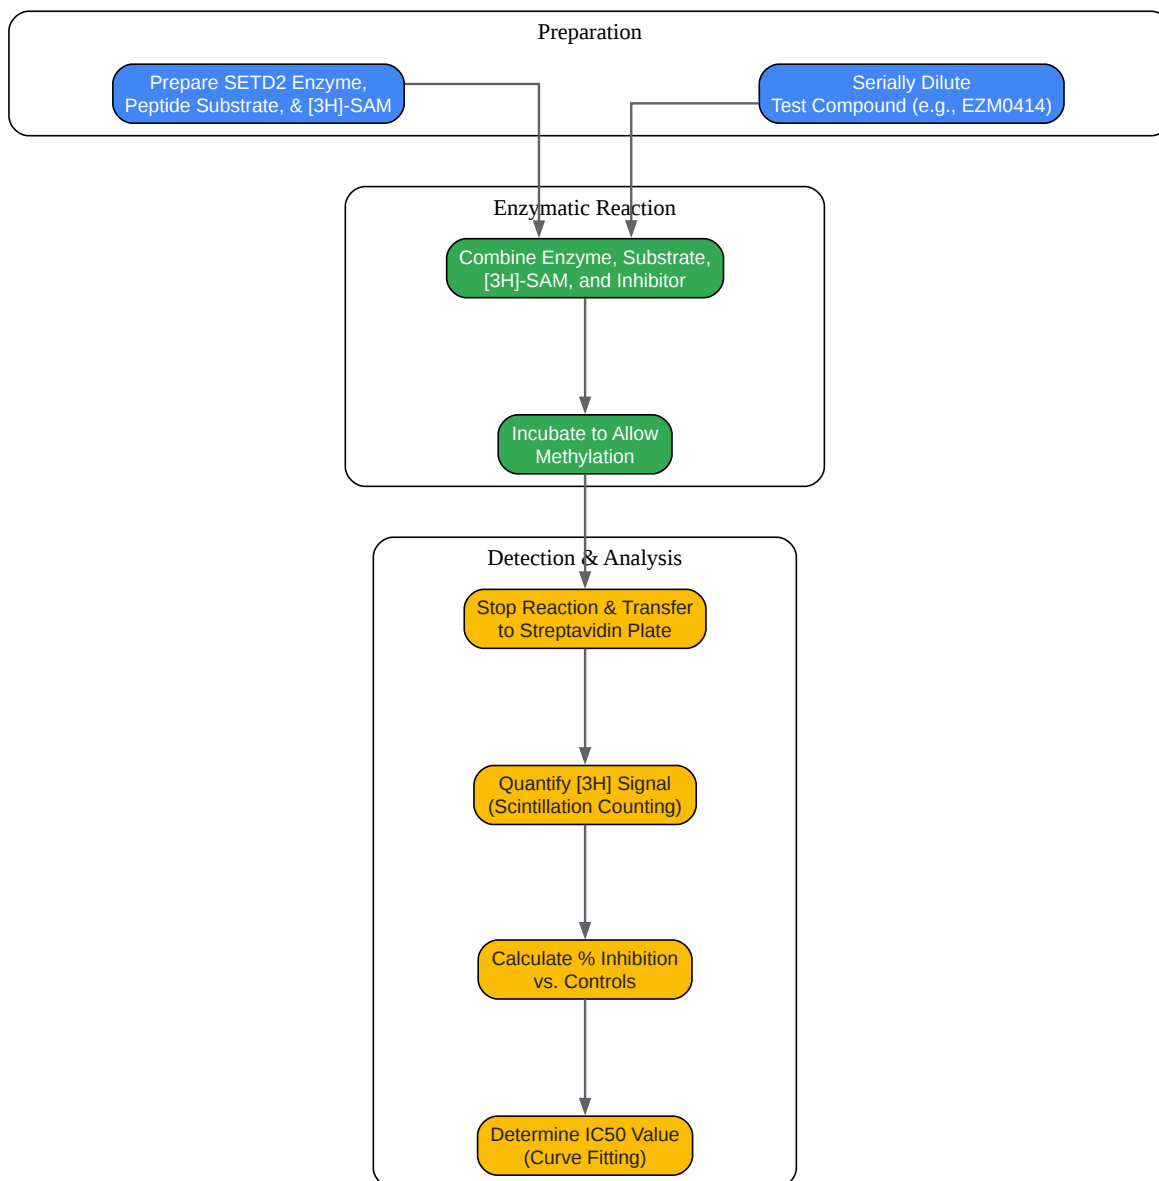 Preparation
Prepare SETD2 Enzyme,
Peptide Substrate, & [3H]-SAM
Serially Dilute
Test Compound (e.g., EZM0414)
Enzymatic Reaction
Combine Enzyme, Substrate,
[3H]-SAM, and Inhibitor
Incubate to Allow
Methylation
Detection & Analysis
Stop Reaction & Transfer
to Streptavidin Plate
Quantify [3H] Signal
(Scintillation Counting)
Calculate % Inhibition
vs. Controls
Determine IC50 Value
(Curve Fitting)